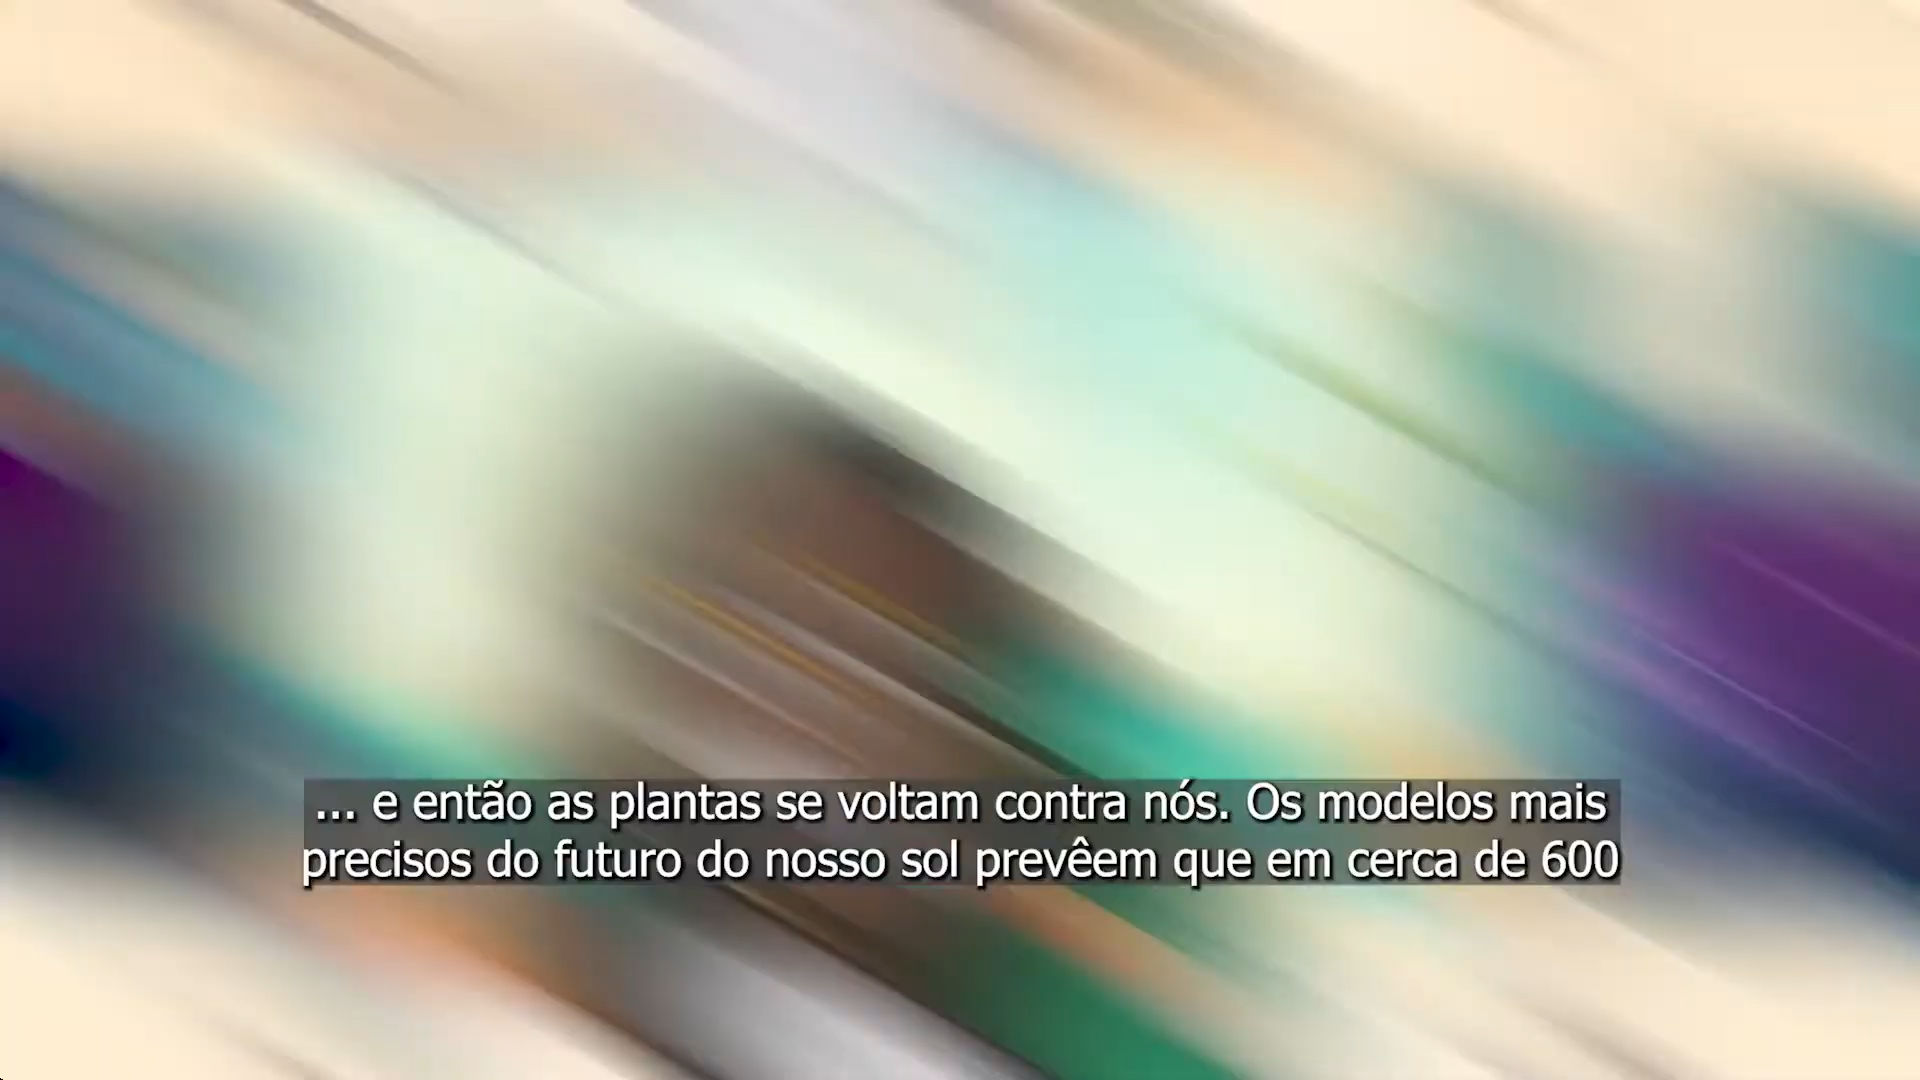 ... e então as plantas se voltam contra nós. Os modelos mais
precisos do futuro do nosso sol prevêem que em cerca de 600